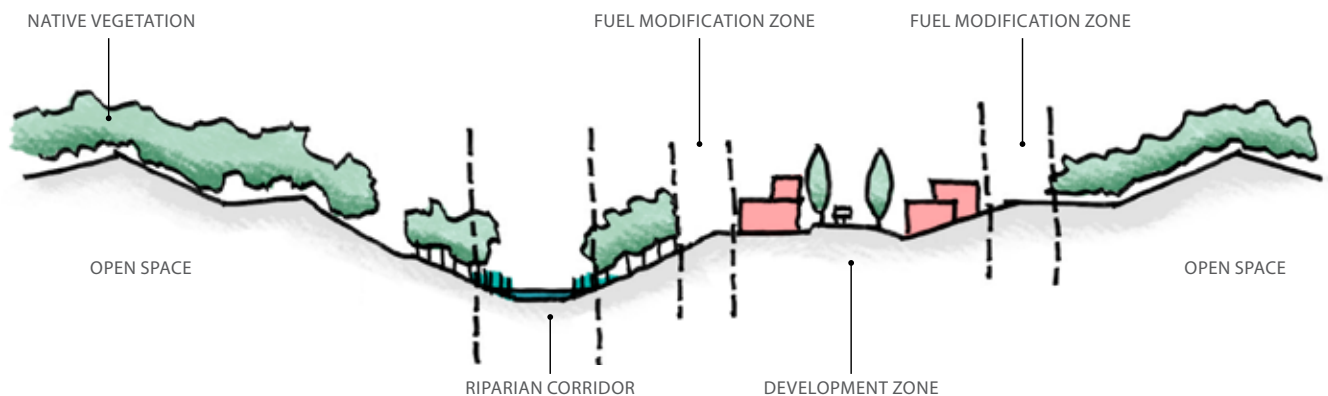 NATIVE VEGETATION
FUEL MODIFICATION ZONE
FUEL MODIFICATION ZONE
OPEN SPACE
OPEN SPACE
RIPARIAN CORRIDOR
DEVELOPMENT ZONE